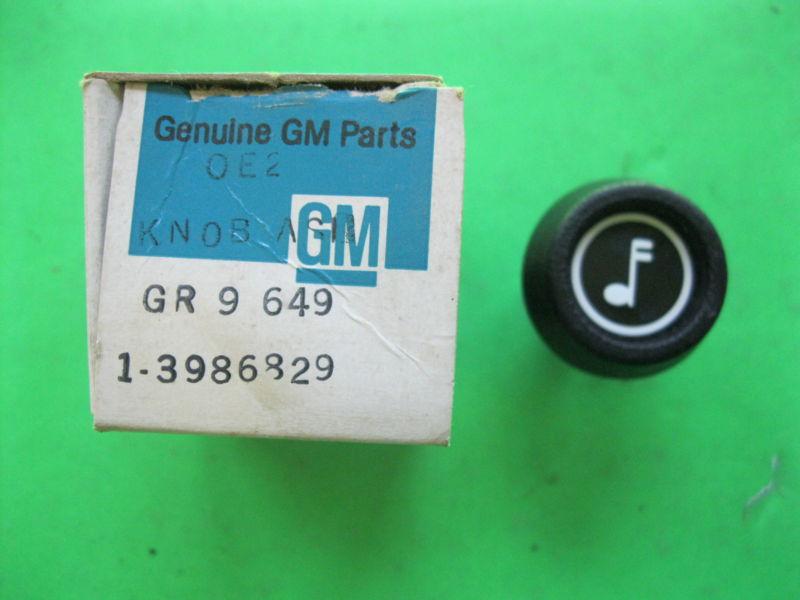 Genuine GM Parts
OE2
KNOB ASM
GM
GR 9 649
1-3986829